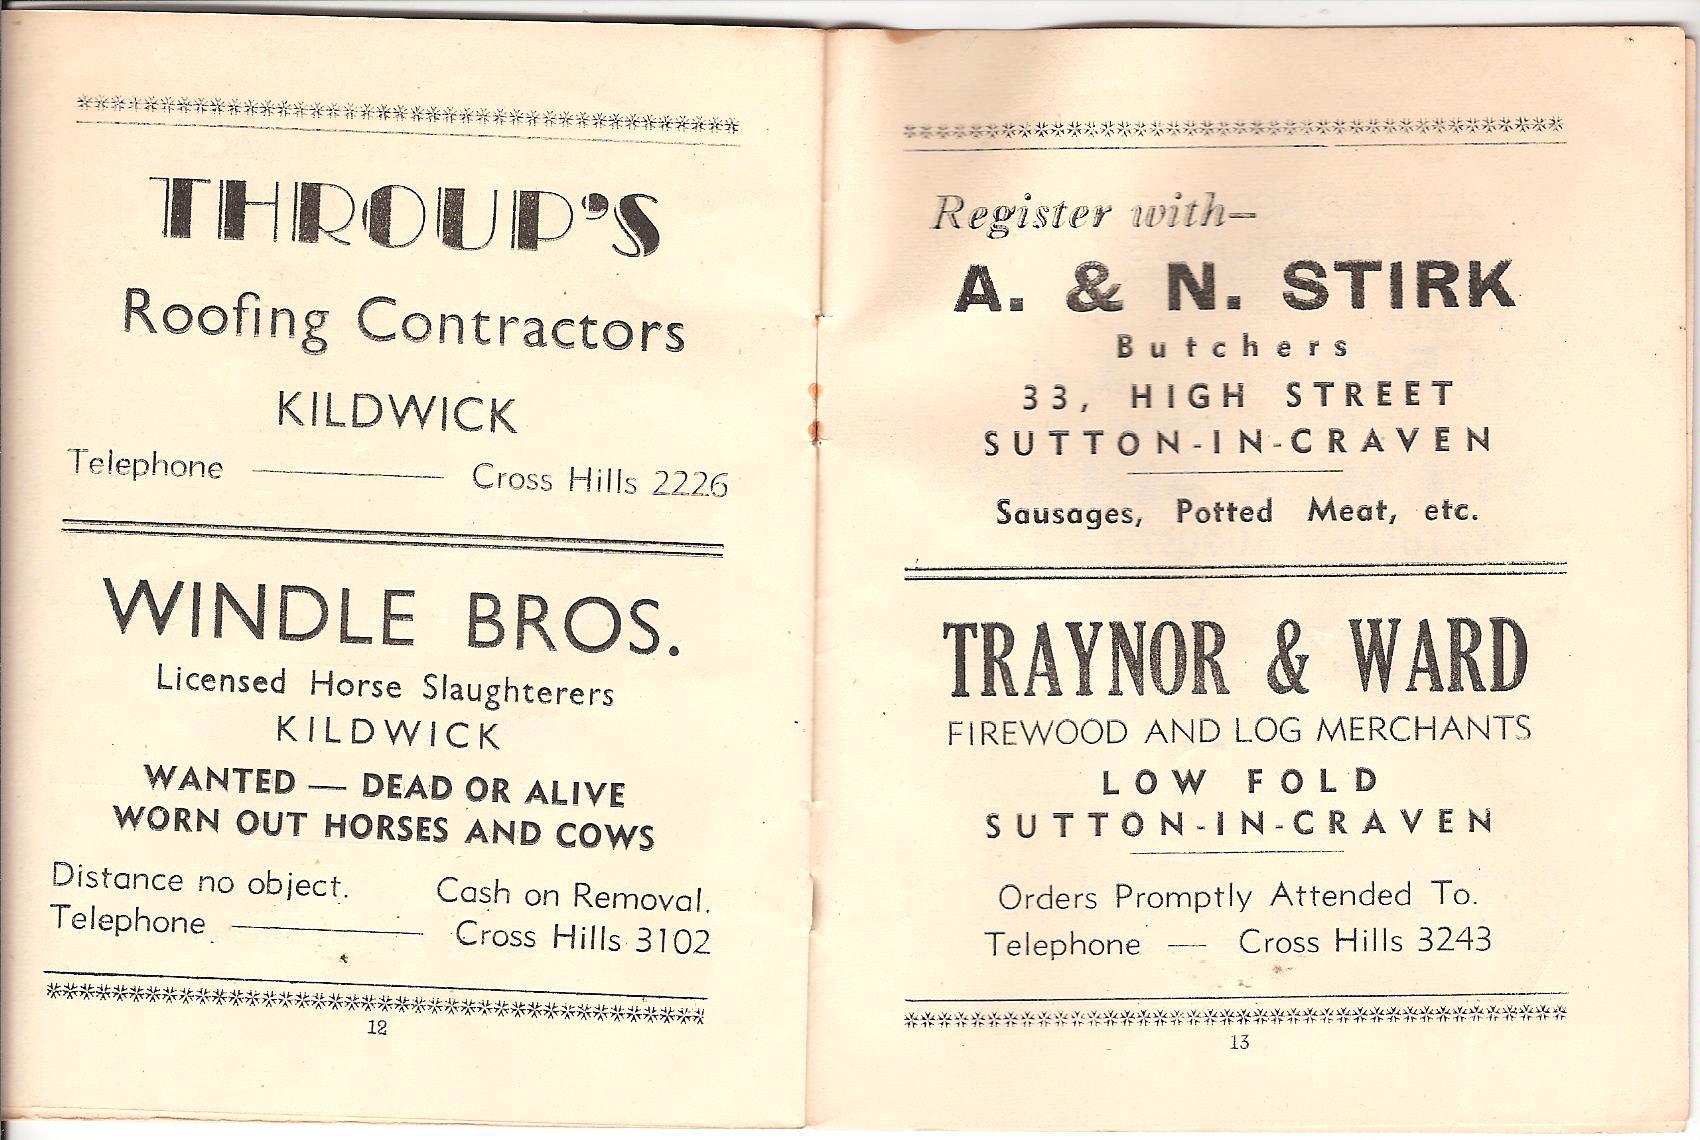 THROUP'S
Roofing Contractors
KILDWICK
Telephone ——— Cross Hills 2226
WINDLE BROS.
Licensed Horse Slaughterers
KILDWICK
WANTED — DEAD OR ALIVE
WORN OUT HORSES AND COWS
Distance no object. Cash on Removal.
Telephone ——— Cross Hills 3102
12
Register with—
A. & N. STIRK
Butchers
33, HIGH STREET
SUTTON-IN-CRAVEN
Sausages, Potted Meat, etc.
TRAYNOR & WARD
FIREWOOD AND LOG MERCHANTS
LOW FOLD
SUTTON-IN-CRAVEN
Orders Promptly Attended To.
Telephone — Cross Hills 3243
13